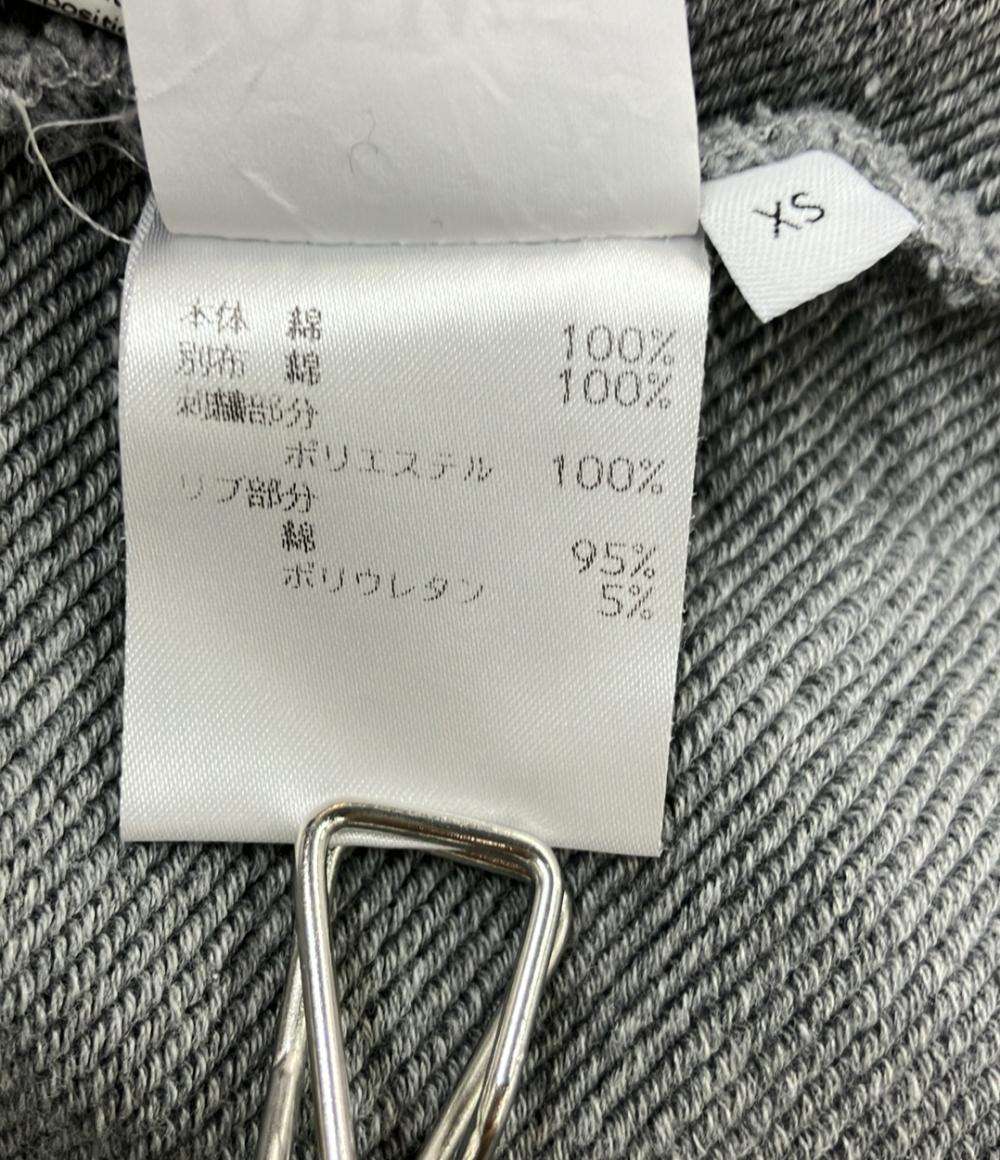 本体 綿 100%
別布 綿 100%
刺繍部分
ポリエステル 100%
リブ部分
綿 95%
ポリウレタン 5%
XS